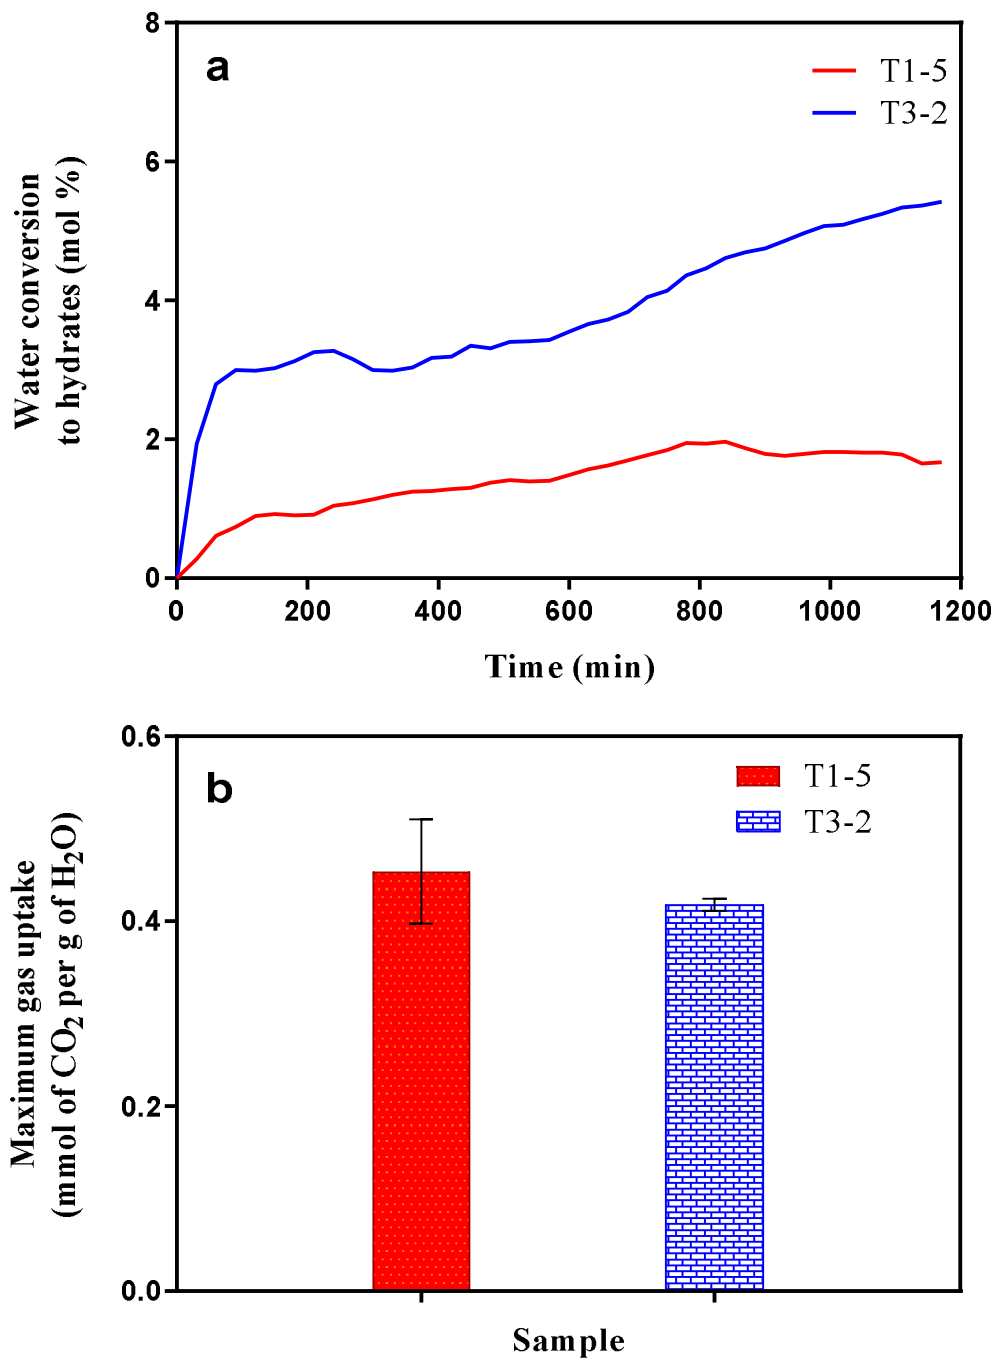 8
a
T1-5
T3-2
6
4
2
0
Water conversion
to hydrates (mol %)
0 200 400 600 800 1000 1200
Time (min)
0.6
b
T1-5
T3-2
0.4
0.2
0.0
Maximum gas uptake
(mmol of CO2 per g of H2O)
Sample